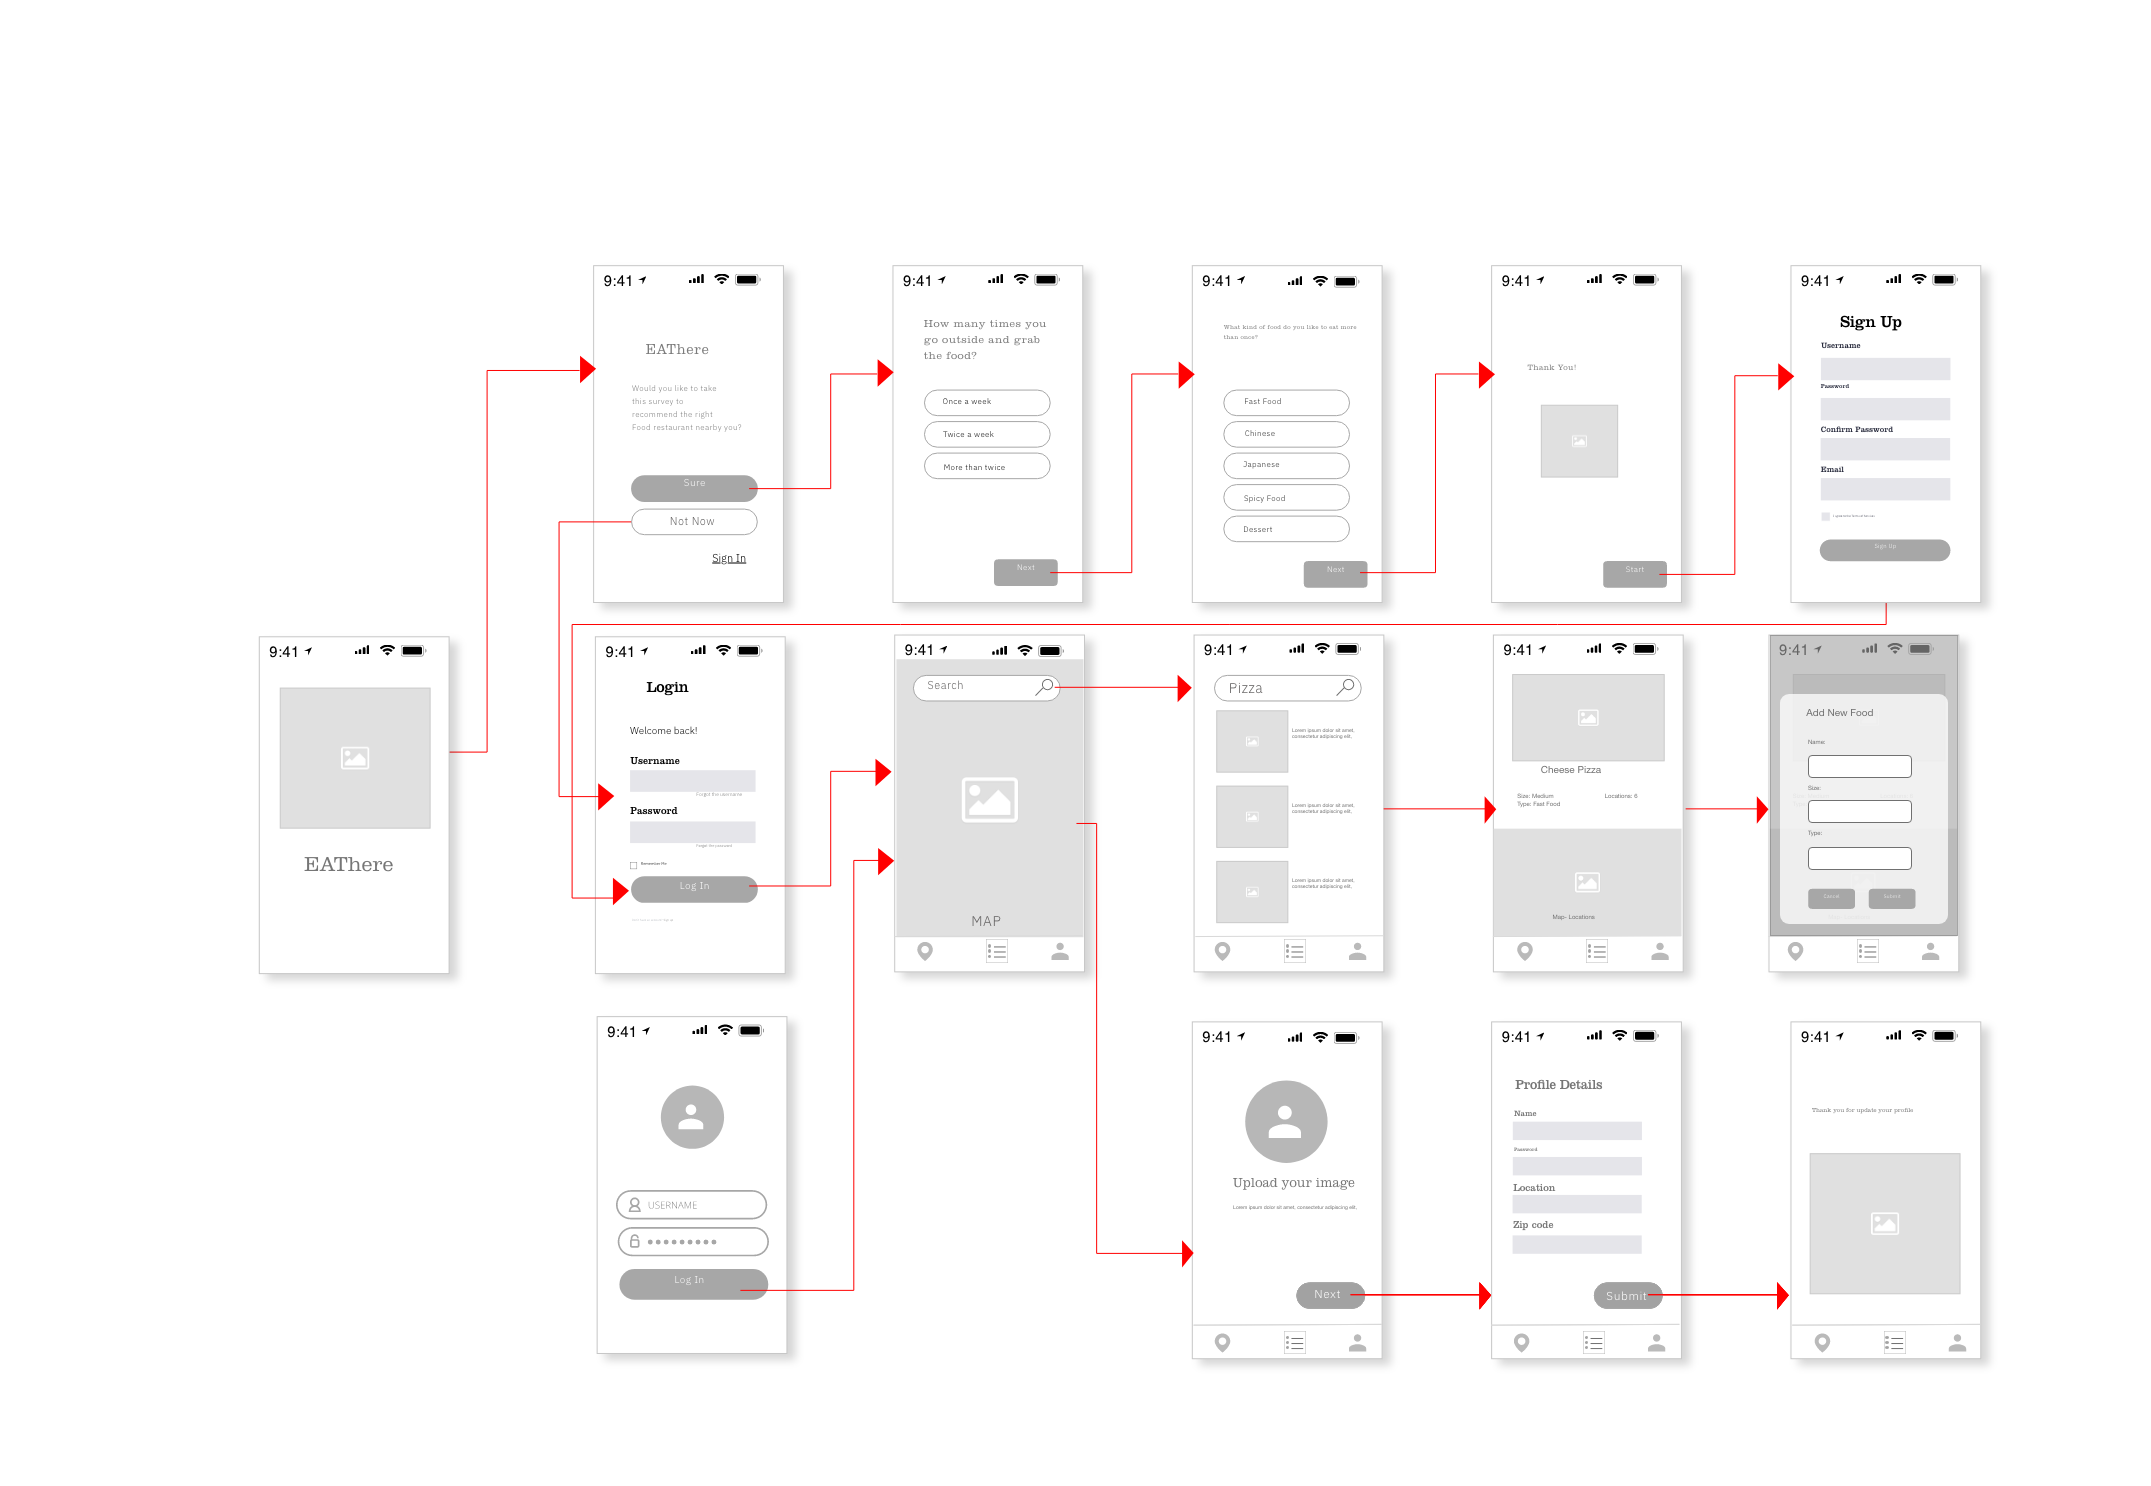 9:41
EAThere
Would you like to take
this survey to
recommend the right
Food restaurant nearby you?
Sure
Not Now
Sign In
9:41
How many times you
go outside and grab
the food?
Once a week
Twice a week
More than twice
Next
9:41
What kind of food do you like to eat more
than once?
Fast Food
Chinese
Japanese
Spicy Food
Dessert
Next
9:41
Thank You!
Start
9:41
Sign Up
Username
Password
Confirm Password
Email
Sign Up
9:41
EAThere
9:41
Login
Welcome back!
Username
Forgot the username
Password
Forgot the password
Remember Me
Log In
9:41
Search
MAP
9:41
Pizza
Lorem ipsum dolor sit amet,
consectetur adipiscing elit,
Lorem ipsum dolor sit amet,
consectetur adipiscing elit,
Lorem ipsum dolor sit amet,
consectetur adipiscing elit,
9:41
Cheese Pizza
Size: Medium
Type: Fast Food
Locations: 6
Map- Locations
9:41
Add New Food
Name:
Size:
Type:
Cancel
Submit
9:41
USERNAME
Log In
9:41
Upload your image
Lorem ipsum dolor sit amet, consectetur adipiscing elit,
Next
9:41
Profile Details
Name
Password
Location
Zip code
Submit
9:41
Thank you for update your profile